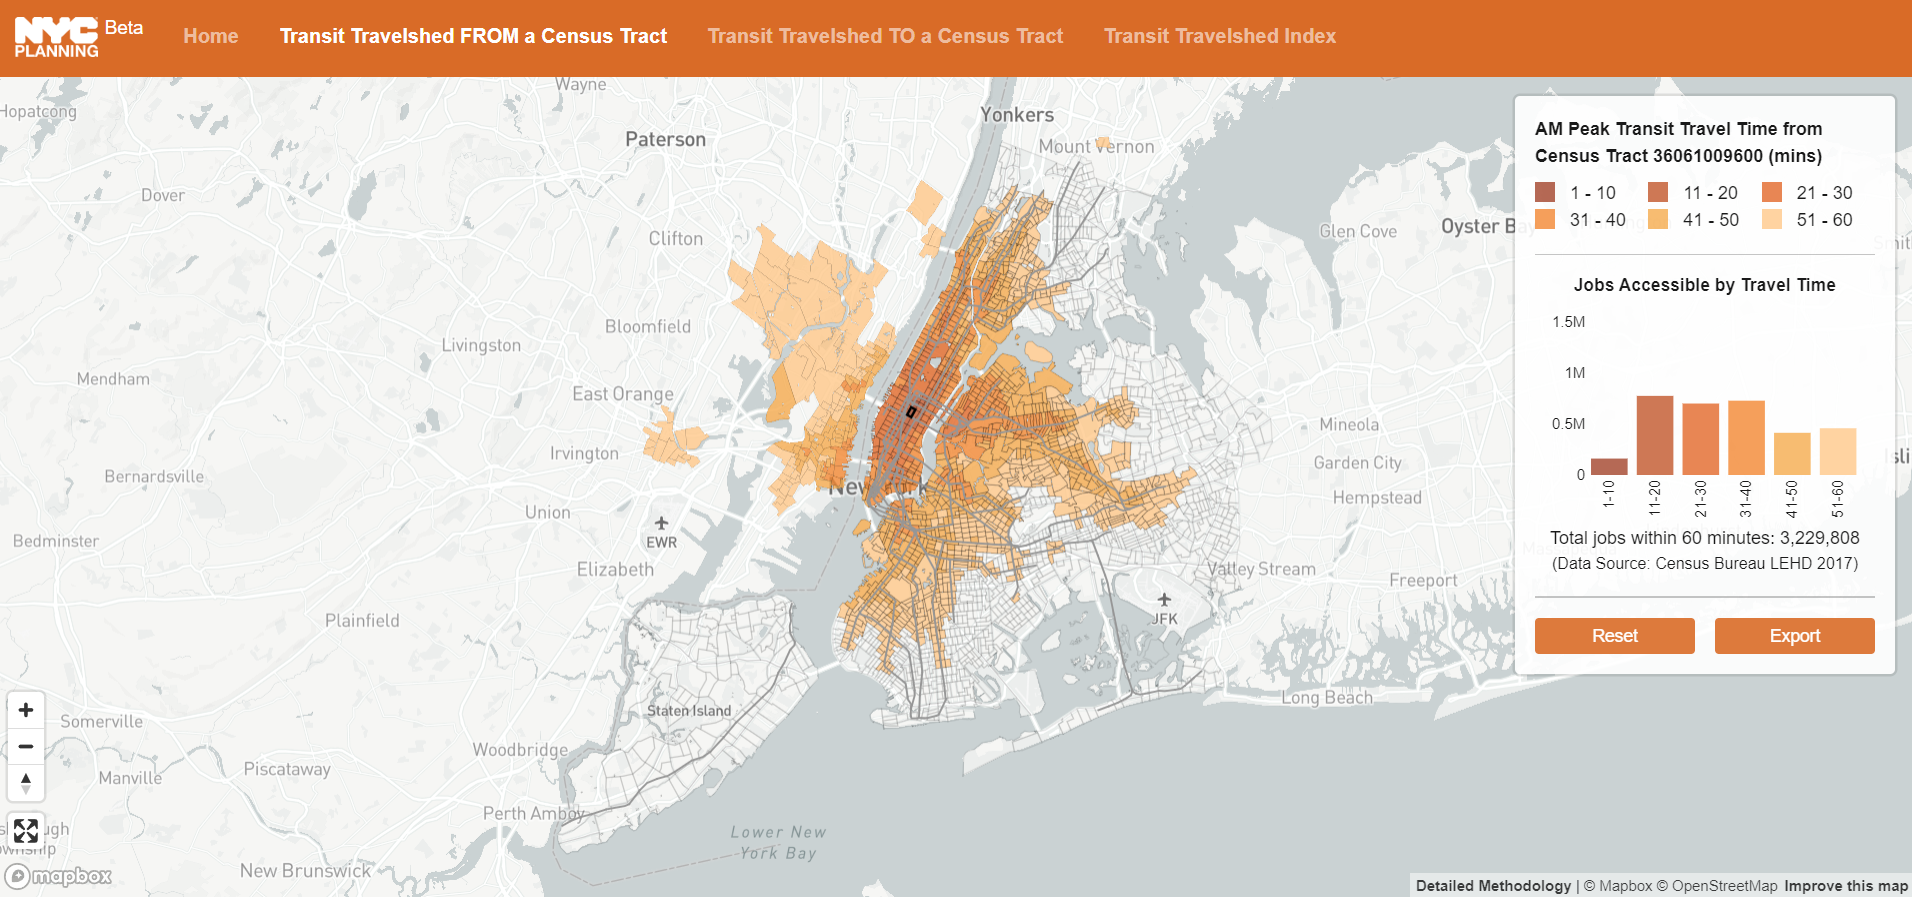 NYC
PLANNING
Beta
Home
Transit Travelshed FROM a Census Tract
Transit Travelshed TO a Census Tract
Transit Travelshed Index
Wayne
Hopatcong
Yonkers
Paterson
Mount Vernon
Dover
Clifton
Glen Cove
Oyster Bay
Bloomfield
Livingston
Mendham
East Orange
Mineola
Irvington
Garden City
Bernardsville
Hempstead
Union
Bedminster
EWR
Elizabeth
Valley Stream
Freeport
JFK
Plainfield
Long Beach
Staten Island
Somerville
Woodbridge
Piscataway
Manville
Perth Amboy
Lower New
York Bay
New Brunswick
AM Peak Transit Travel Time from
Census Tract 36061009600 (mins)
1 - 10
11 - 20
21 - 30
31 - 40
41 - 50
51 - 60
Jobs Accessible by Travel Time
1.5M
1M
0.5M
0
1-10
11-20
21-30
31-40
41-50
51-60
Total jobs within 60 minutes: 3,229,808
(Data Source: Census Bureau LEHD 2017)
Reset
Export
mapbox
Detailed Methodology | © Mapbox © OpenStreetMap Improve this map